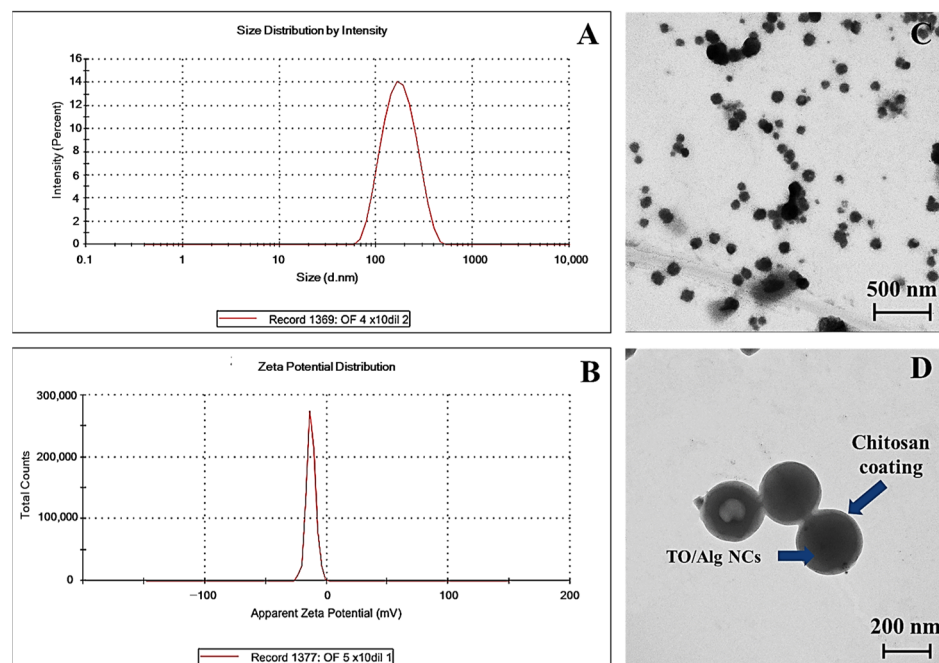 Size Distribution by Intensity
A
16
14
12
10
8
6
4
2
0
Intensity (Percent)
0.1
1
10
100
1000
10,000
Size (d.nm)
Record 1369: OF 4 x10dil 2
Zeta Potential Distribution
B
300,000
200,000
100,000
0
Total Counts
−100
0
100
200
Apparent Zeta Potential (mV)
Record 1377: OF 5 x10dil 1
C
500 nm
D
Chitosan
coating
TO/Alg NCs
200 nm